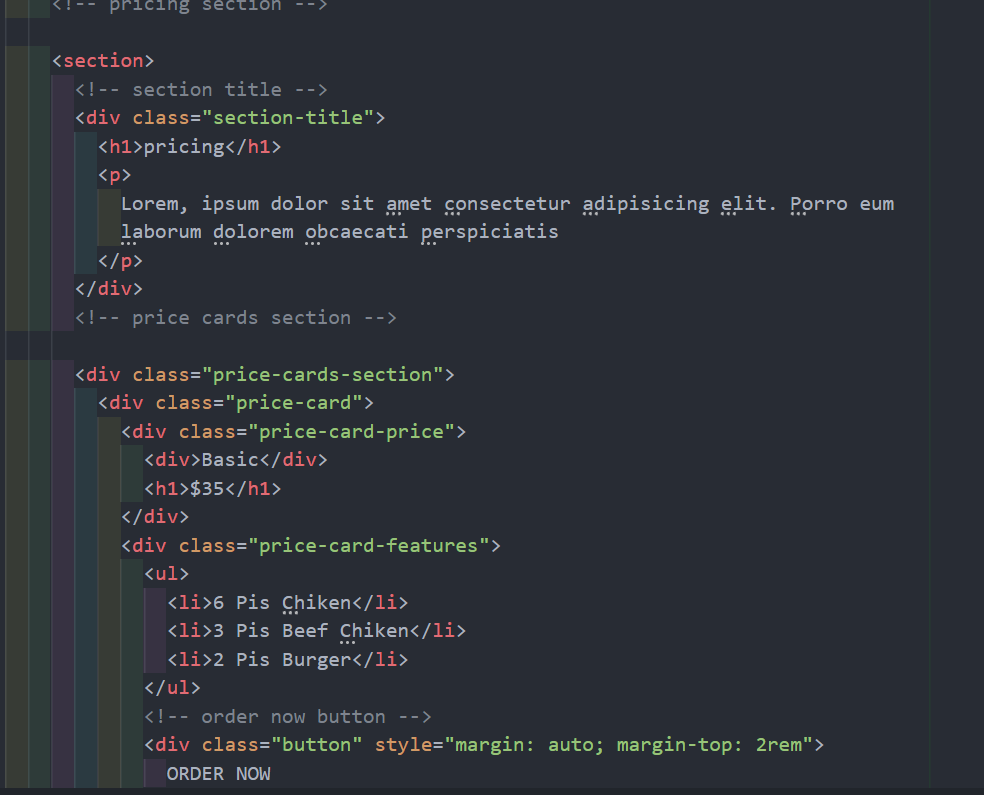 <!-- pricing section -->
<section>
<!-- section title -->
<div class="section-title">
<h1>pricing</h1>
<p>
Lorem, ipsum dolor sit amet consectetur adipisicing elit. Porro eum
laborum dolorem obcaecati perspiciatis
</p>
</div>
<!-- price cards section -->
<div class="price-cards-section">
<div class="price-card">
<div class="price-card-price">
<div>Basic</div>
<h1>$35</h1>
</div>
<div class="price-card-features">
<ul>
<li>6 Pis Chiken</li>
<li>3 Pis Beef Chiken</li>
<li>2 Pis Burger</li>
</ul>
<!-- order now button -->
<div class="button" style="margin: auto; margin-top: 2rem">
ORDER NOW